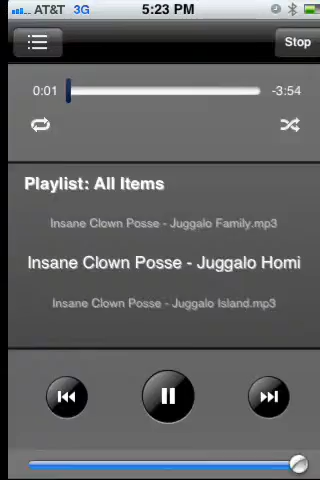 AT&T 3G 5:23 PM
Stop
0:01 -3:54
Playlist: All Items
Insane Clown Posse - Juggalo Family.mp3
Insane Clown Posse - Juggalo Homi
Insane Clown Posse - Juggalo Island.mp3